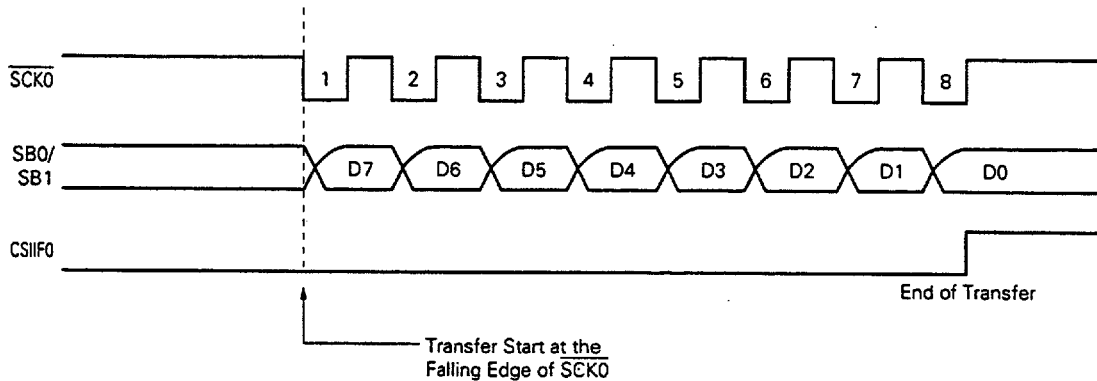 SCK0
1 2 3 4 5 6 7 8
SB0/
SB1
D7 D6 D5 D4 D3 D2 D1 D0
CSIIF0
End of Transfer
Transfer Start at the
Falling Edge of SCK0